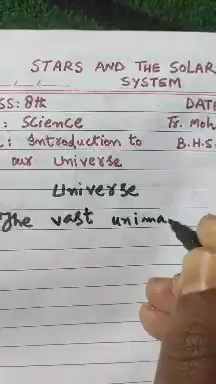 STARS AND THE SOLAR
SYSTEM
SS: 8th DATE
: Science Tr. Moh
: Introduction to B.H.S.
our Universe
Universe
The vast unima